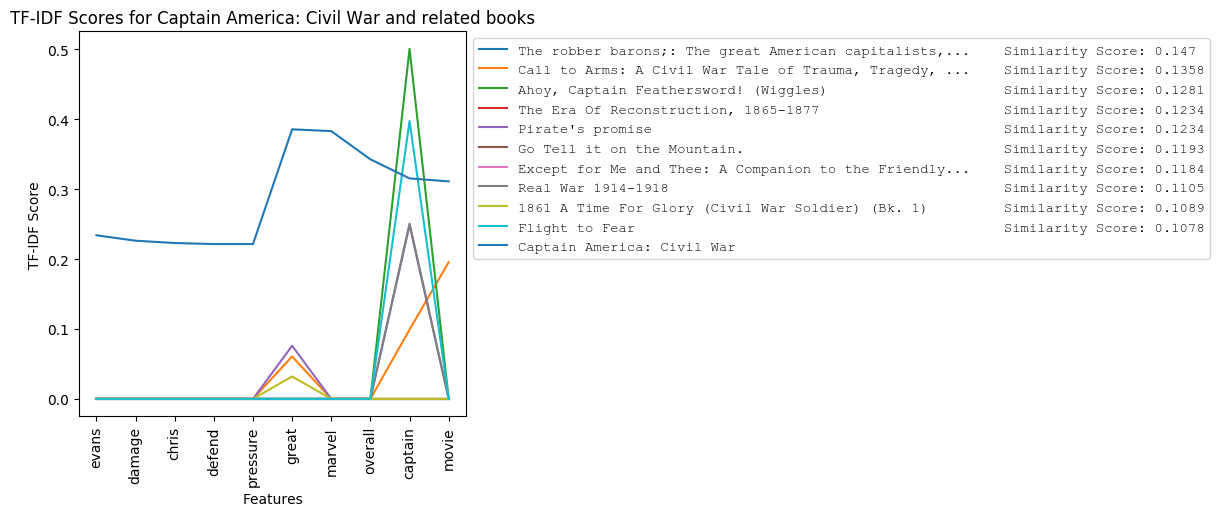 TF-IDF Scores for Captain America: Civil War and related books
0.5
0.4
0.3
0.2
0.1
0.0
TF-IDF Score
evans
damage
chris
defend
pressure
great
marvel
overall
captain
movie
Features
The robber barons;: The great American capitalists,... Similarity Score: 0.147
Call to Arms: A Civil War Tale of Trauma, Tragedy, ... Similarity Score: 0.1358
Ahoy, Captain Feathersword! (Wiggles) Similarity Score: 0.1281
The Era Of Reconstruction, 1865-1877 Similarity Score: 0.1234
Pirate's promise Similarity Score: 0.1234
Go Tell it on the Mountain. Similarity Score: 0.1193
Except for Me and Thee: A Companion to the Friendly... Similarity Score: 0.1184
Real War 1914-1918 Similarity Score: 0.1105
1861 A Time For Glory (Civil War Soldier) (Bk. 1) Similarity Score: 0.1089
Flight to Fear Similarity Score: 0.1078
Captain America: Civil War